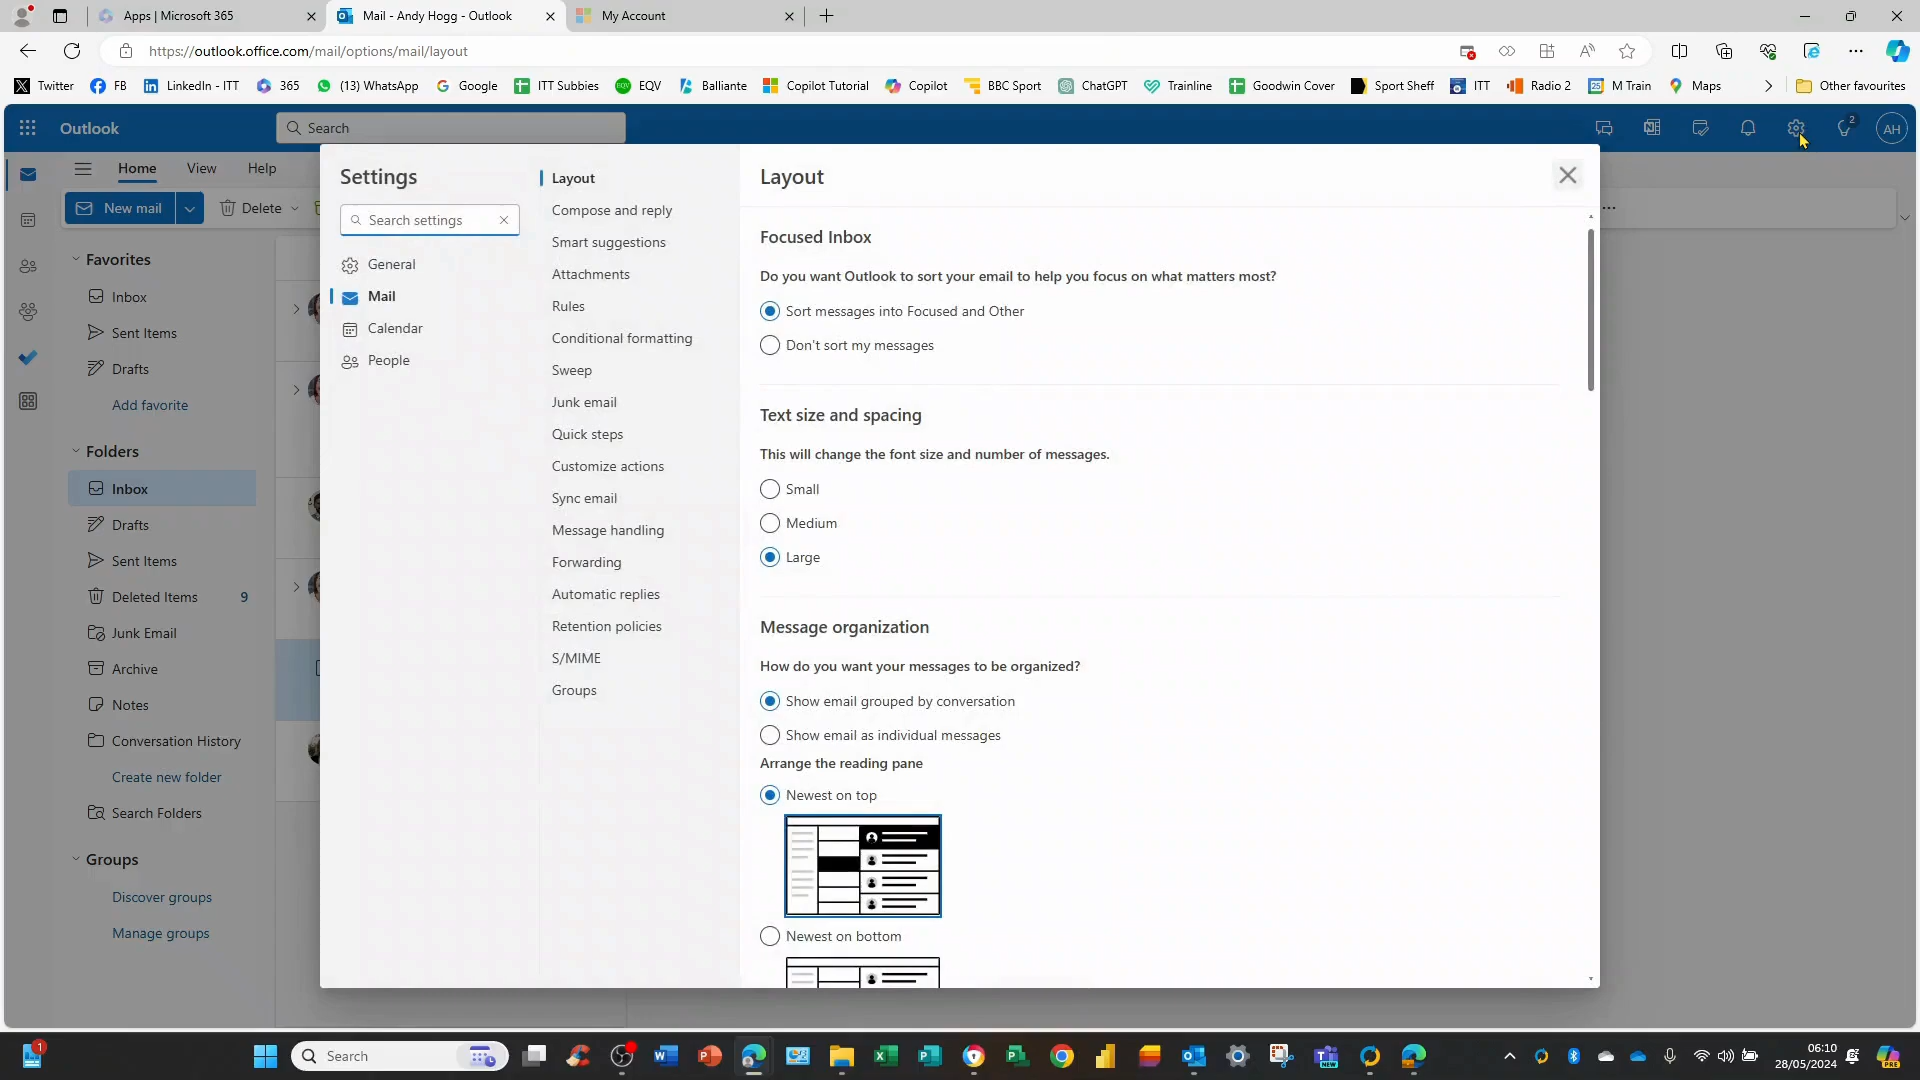 Apps | Microsoft 365
Mail - Andy Hogg - Outlook
My Account
https://outlook.office.com/mail/options/mail/layout
Twitter FB LinkedIn - ITT 365 (13) WhatsApp Google ITT Subbies EQV Balliante Copilot Tutorial Copilot BBC Sport ChatGPT Trainline Goodwin Cover Sport Sheff ITT Radio 2 M Train Maps Other favourites
Outlook
Search
2
AH
Home View Help
New mail
Delete
Favorites
Inbox
Sent Items
Drafts
Add favorite
Folders
Inbox
Drafts
Sent Items
Deleted Items 9
Junk Email
Archive
Notes
Conversation History
Create new folder
Search Folders
Groups
Discover groups
Manage groups
Settings
Search settings
General
Mail
Calendar
People
Layout
Compose and reply
Smart suggestions
Attachments
Rules
Conditional formatting
Sweep
Junk email
Quick steps
Customize actions
Sync email
Message handling
Forwarding
Automatic replies
Retention policies
S/MIME
Groups
Layout
Focused Inbox
Do you want Outlook to sort your email to help you focus on what matters most?
Sort messages into Focused and Other
Don't sort my messages
Text size and spacing
This will change the font size and number of messages.
Small
Medium
Large
Message organization
How do you want your messages to be organized?
Show email grouped by conversation
Show email as individual messages
Arrange the reading pane
Newest on top
Newest on bottom
1
Search
06:10
28/05/2024